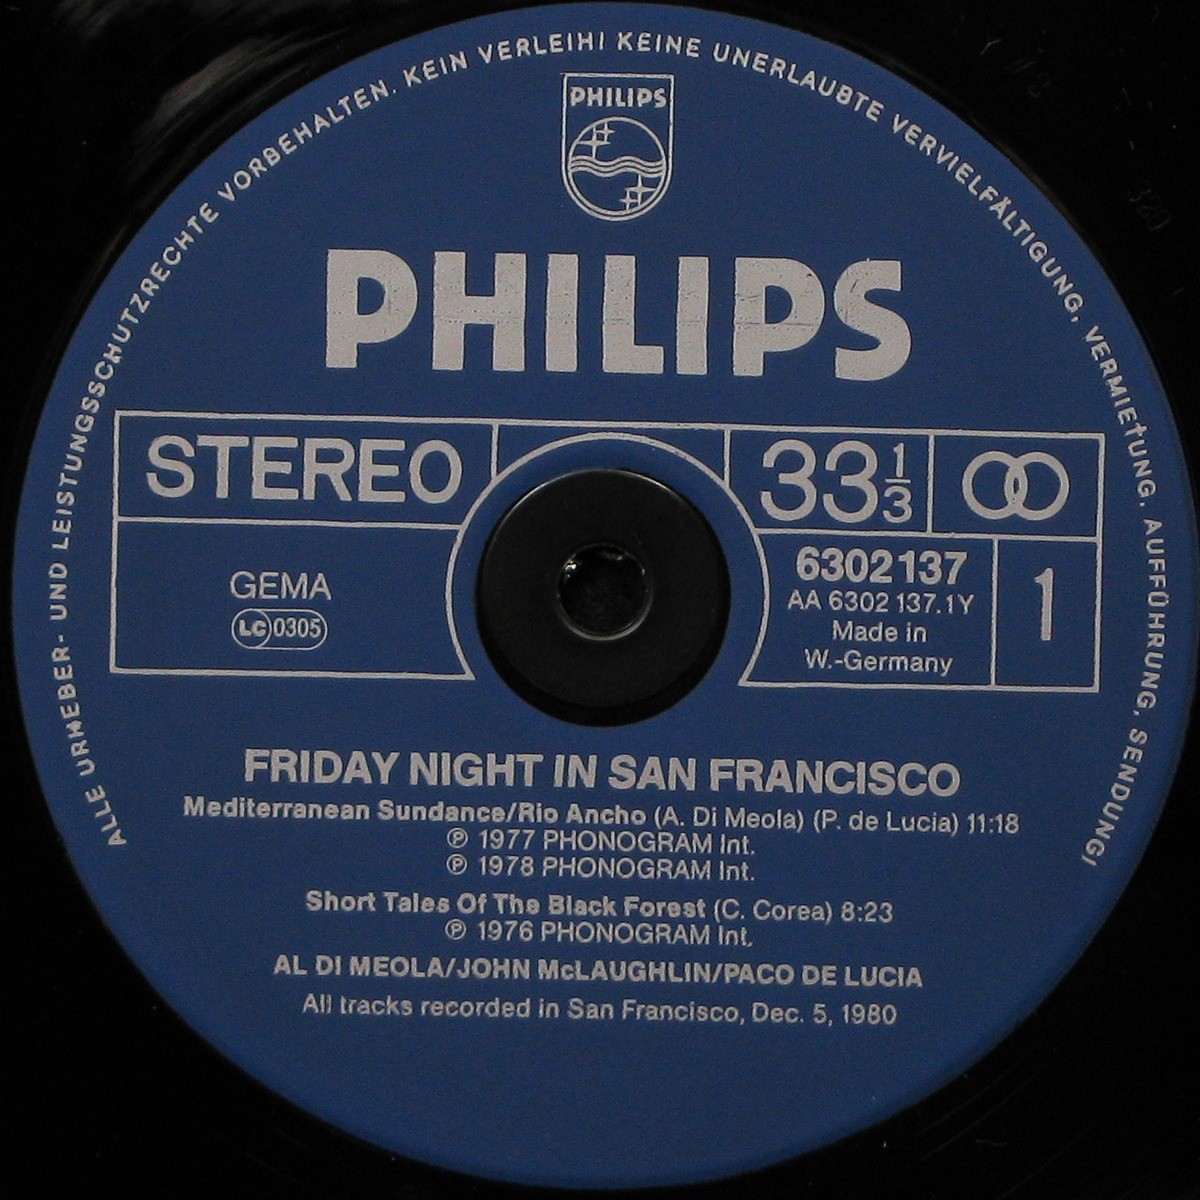 ALLE URHEBER- UND LEISTUNGSSCHUTZRECHTE VORBEHALTEN. KEIN VERLEIH! KEINE UNERLAUBTE VERVIELFÄLTIGUNG, VERMIETUNG, AUFFÜHRUNG, SENDUNG!
PHILIPS
PHILIPS
STEREO
33 1/3
GEMA
LC 0305
6302137
AA 6302 137.1Y
Made in
W.-Germany
1
FRIDAY NIGHT IN SAN FRANCISCO
Mediterranean Sundance/Rio Ancho (A. Di Meola) (P. de Lucia) 11:18
℗ 1977 PHONOGRAM Int.
℗ 1978 PHONOGRAM Int.
Short Tales Of The Black Forest (C. Corea) 8:23
℗ 1976 PHONOGRAM Int.
AL DI MEOLA/JOHN McLAUGHLIN/PACO DE LUCIA
All tracks recorded in San Francisco, Dec. 5, 1980